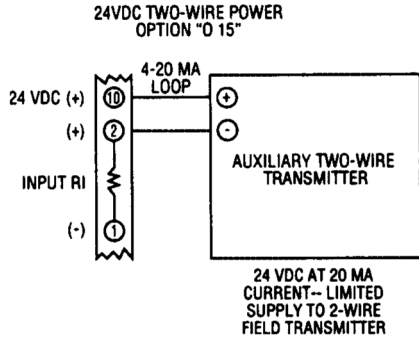 24VDC TWO-WIRE POWER
OPTION "O 15"
4-20 MA
LOOP
24 VDC (+) 10 +
(+) 2 -
AUXILIARY TWO-WIRE
TRANSMITTER
INPUT RI
(-) 1
24 VDC AT 20 MA
CURRENT-- LIMITED
SUPPLY TO 2-WIRE
FIELD TRANSMITTER